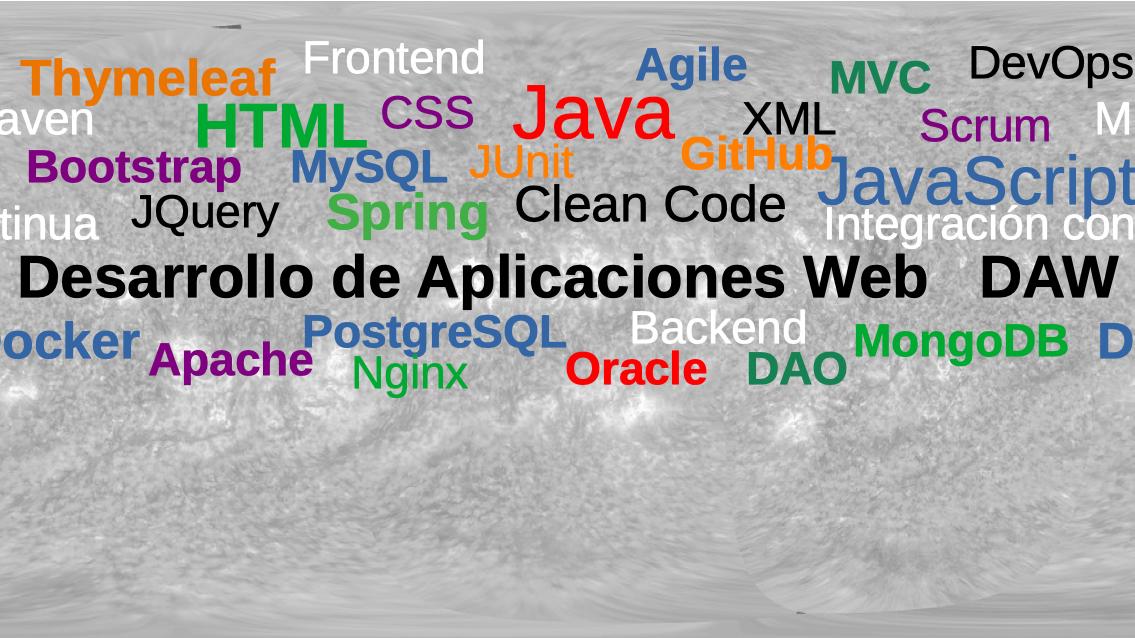 Thymeleaf Frontend Agile MVC DevOps
aven HTML CSS Java XML Scrum M
Bootstrap MySQL JUnit GitHub JavaScript
tinua JQuery Spring Clean Code Integración con
Desarrollo de Aplicaciones Web DAW
ocker Apache PostgreSQL Nginx Oracle Backend DAO MongoDB D